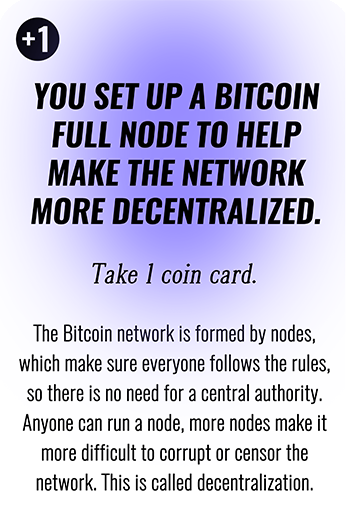 +1
YOU SET UP A BITCOIN
FULL NODE TO HELP
MAKE THE NETWORK
MORE DECENTRALIZED.
Take 1 coin card.
The Bitcoin network is formed by nodes,
which make sure everyone follows the rules,
so there is no need for a central authority.
Anyone can run a node, more nodes make it
more difficult to corrupt or censor the
network. This is called decentralization.